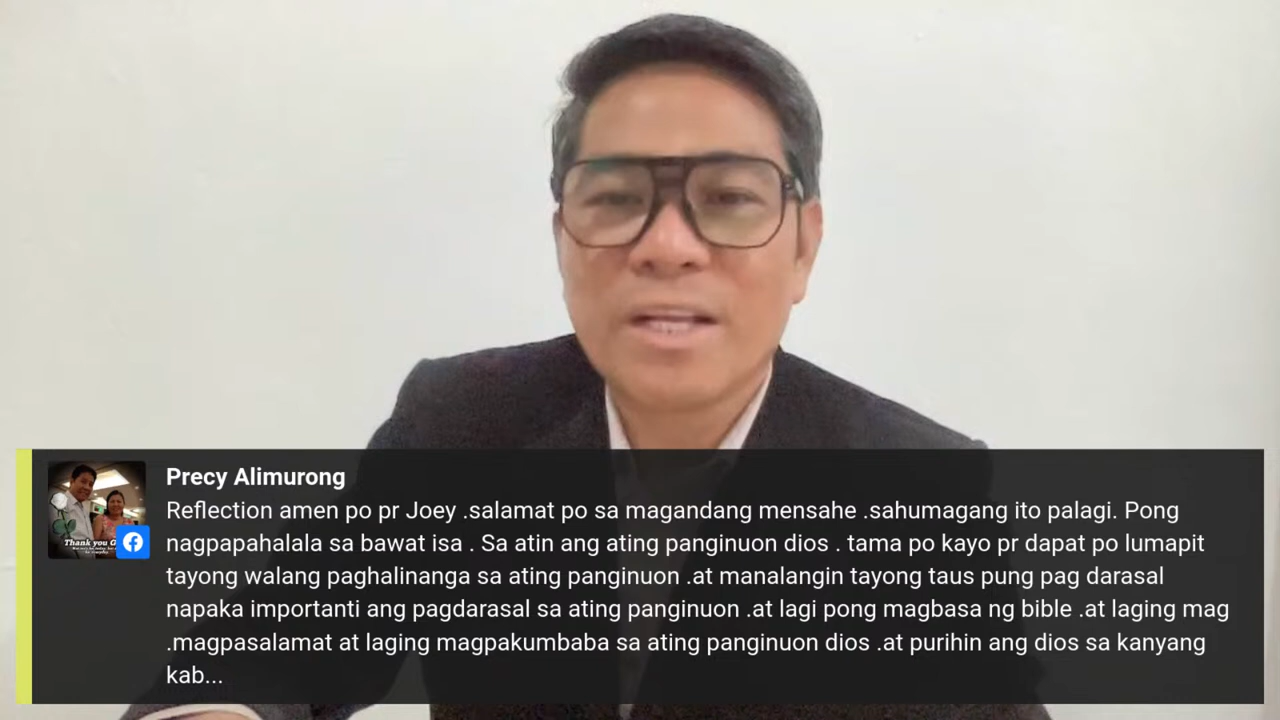 Precy Alimurong
Reflection amen po pr Joey .salamat po sa magandang mensahe .sahumagang ito palagi. Pong
nagpapahalala sa bawat isa . Sa atin ang ating panginuon dios . tama po kayo pr dapat po lumapit
tayong walang paghalinanga sa ating panginuon .at manalangin tayong taus pung pag darasal
napaka importanti ang pagdarasal sa ating panginuon .at lagi pong magbasa ng bible .at laging mag
.magpasalamat at laging magpakumbaba sa ating panginuon dios .at purihin ang dios sa kanyang
kab...
Thank you G